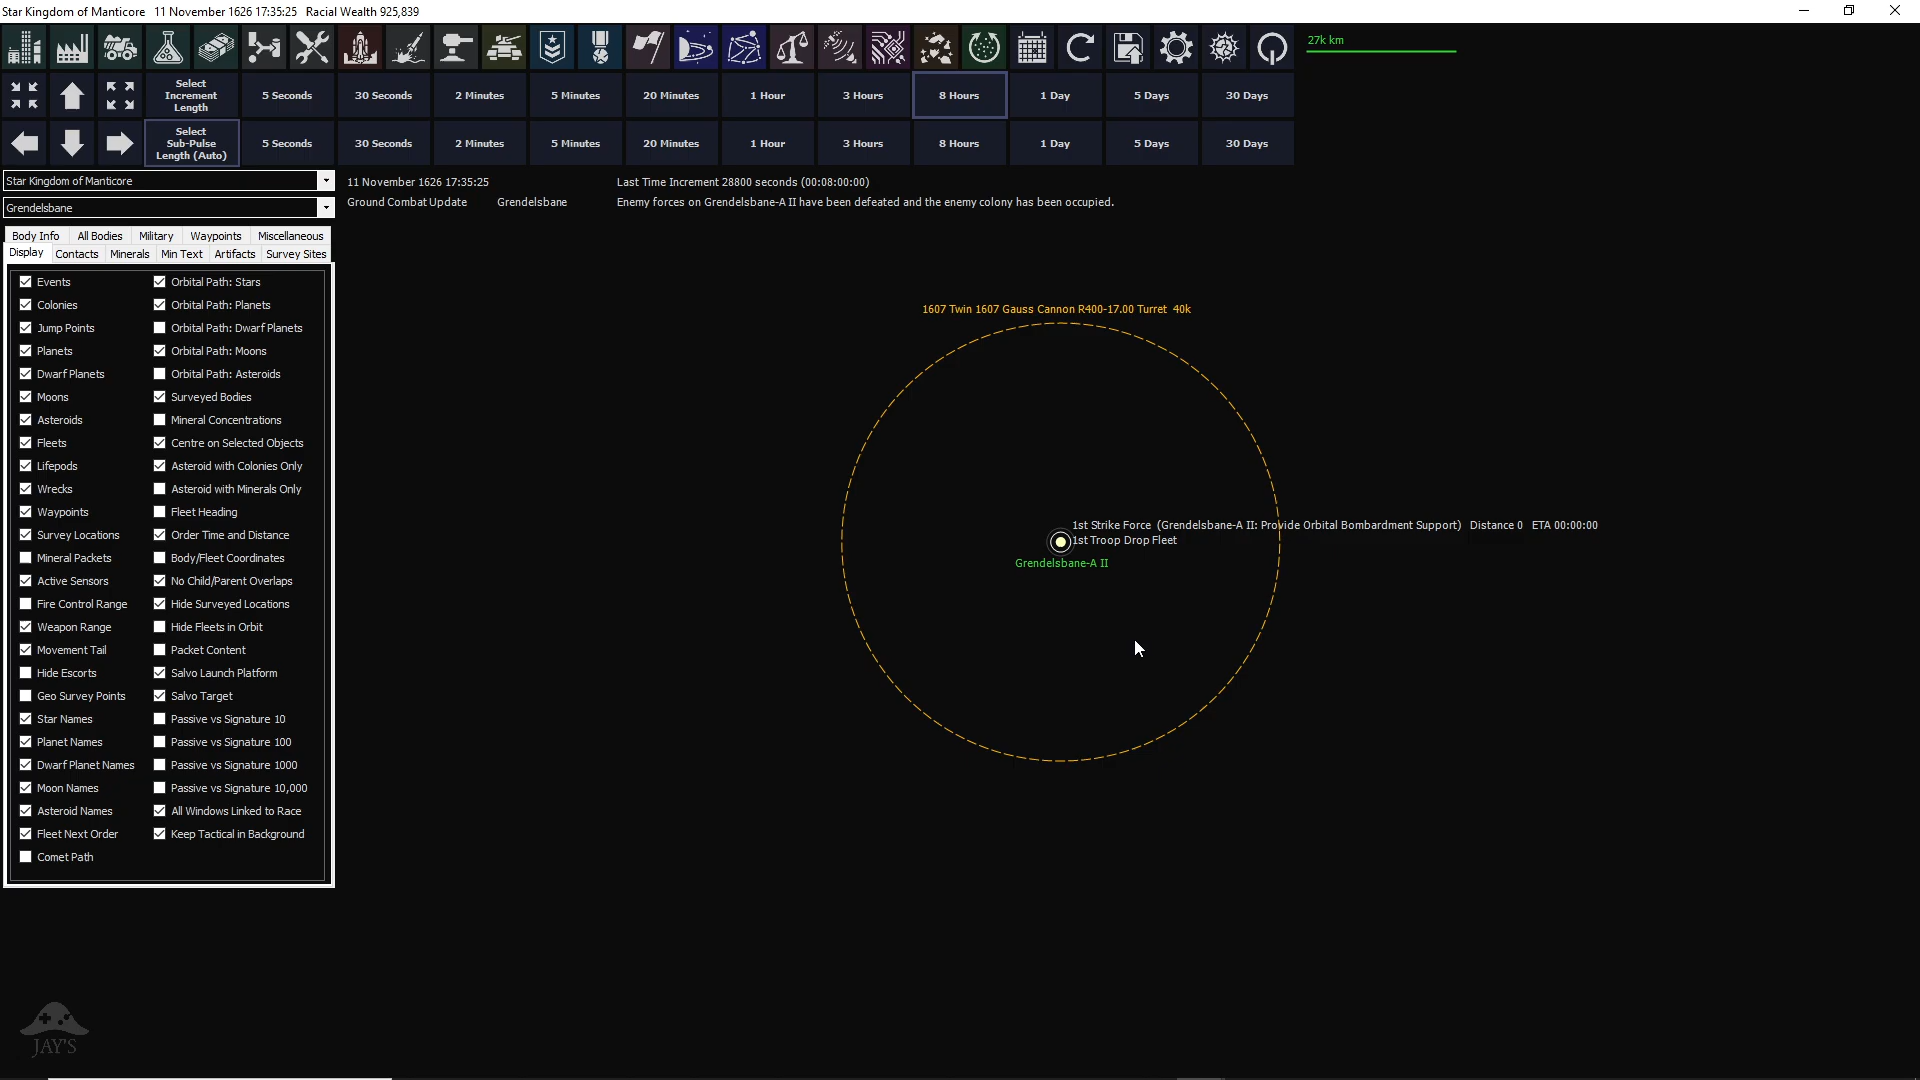 Star Kingdom of Manticore   11 November 1626 17:35:25   Racial Wealth 925,839
27k km
Select Increment Length
5 Seconds
30 Seconds
2 Minutes
5 Minutes
20 Minutes
1 Hour
3 Hours
8 Hours
1 Day
5 Days
30 Days
Select Sub-Pulse Length (Auto)
5 Seconds
30 Seconds
2 Minutes
5 Minutes
20 Minutes
1 Hour
3 Hours
8 Hours
1 Day
5 Days
30 Days
Star Kingdom of Manticore
11 November 1626 17:35:25   Last Time Increment 28800 seconds (00:08:00:00)
Grendelsbane
Ground Combat Update   Grendelsbane   Enemy forces on Grendelsbane-A II have been defeated and the enemy colony has been occupied.
Body Info   All Bodies   Military   Waypoints   Miscellaneous
Display   Contacts   Minerals   Min Text   Artifacts   Survey Sites
Events   Orbital Path: Stars
Colonies   Orbital Path: Planets
Jump Points   Orbital Path: Dwarf Planets
Planets   Orbital Path: Moons
Dwarf Planets   Orbital Path: Asteroids
Moons   Surveyed Bodies
Asteroids   Mineral Concentrations
Fleets   Centre on Selected Objects
Lifepods   Asteroid with Colonies Only
Wrecks   Asteroid with Minerals Only
Waypoints   Fleet Heading
Survey Locations   Order Time and Distance
Mineral Packets   Body/Fleet Coordinates
Active Sensors   No Child/Parent Overlaps
Fire Control Range   Hide Surveyed Locations
Weapon Range   Hide Fleets in Orbit
Movement Tail   Packet Content
Hide Escorts   Salvo Launch Platform
Geo Survey Points   Salvo Target
Star Names   Passive vs Signature 10
Planet Names   Passive vs Signature 100
Dwarf Planet Names   Passive vs Signature 1000
Moon Names   Passive vs Signature 10,000
Asteroid Names   All Windows Linked to Race
Fleet Next Order   Keep Tactical in Background
Comet Path
1607 Twin 1607 Gauss Cannon R400-17.00 Turret  40k
1st Strike Force  (Grendelsbane-A II: Provide Orbital Bombardment Support)   Distance 0   ETA 00:00:00
1st Troop Drop Fleet
Grendelsbane-A II
JAY'S